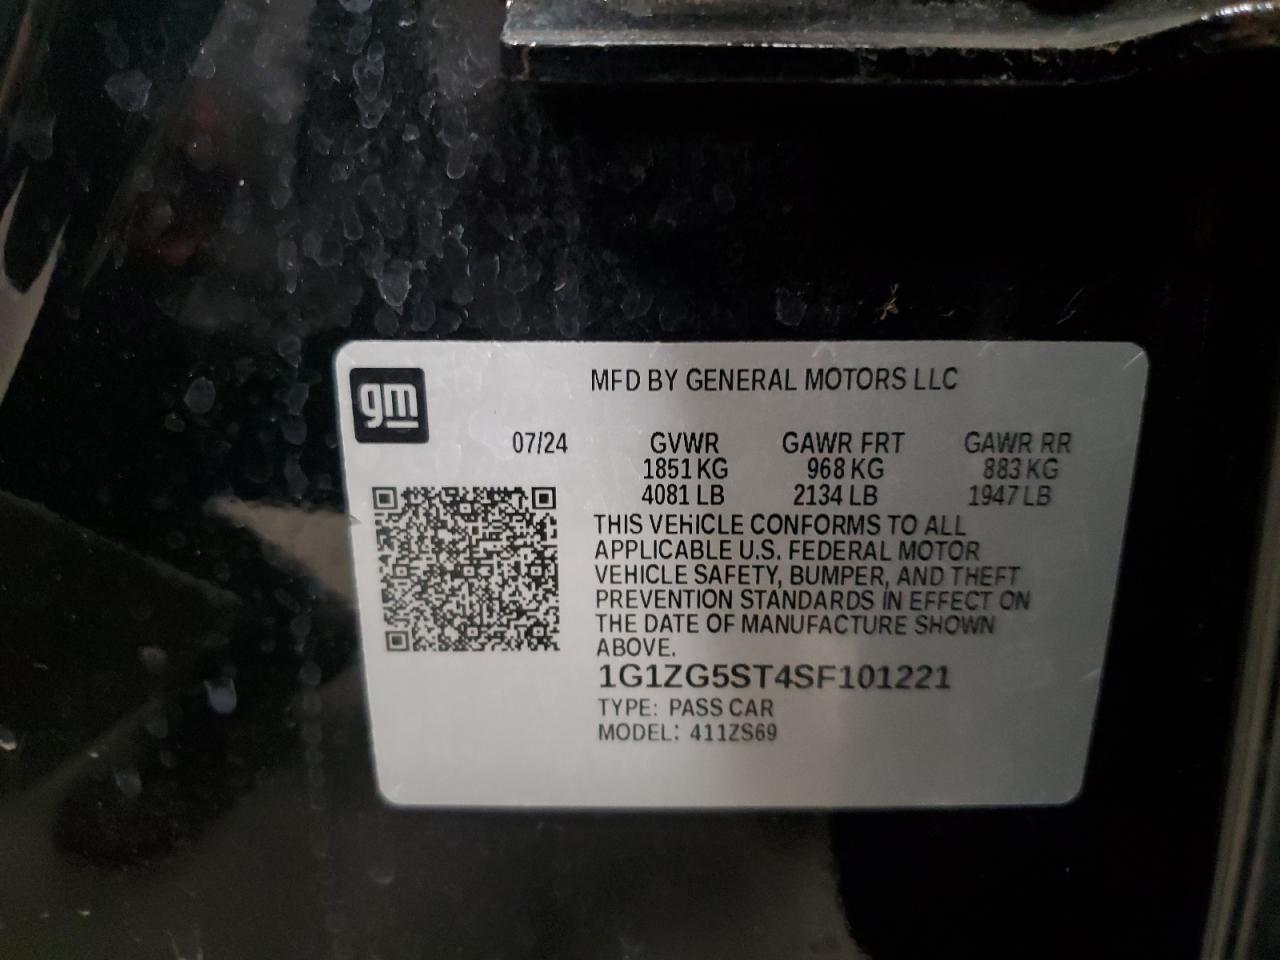 MFD BY GENERAL MOTORS LLC
gm
07/24 GVWR GAWR FRT GAWR RR
1851 KG 968 KG 883 KG
4081 LB 2134 LB 1947 LB
THIS VEHICLE CONFORMS TO ALL
APPLICABLE U.S. FEDERAL MOTOR
VEHICLE SAFETY, BUMPER, AND THEFT
PREVENTION STANDARDS IN EFFECT ON
THE DATE OF MANUFACTURE SHOWN
ABOVE.
1G1ZG5ST4SF101221
TYPE: PASS CAR
MODEL: 411ZS69